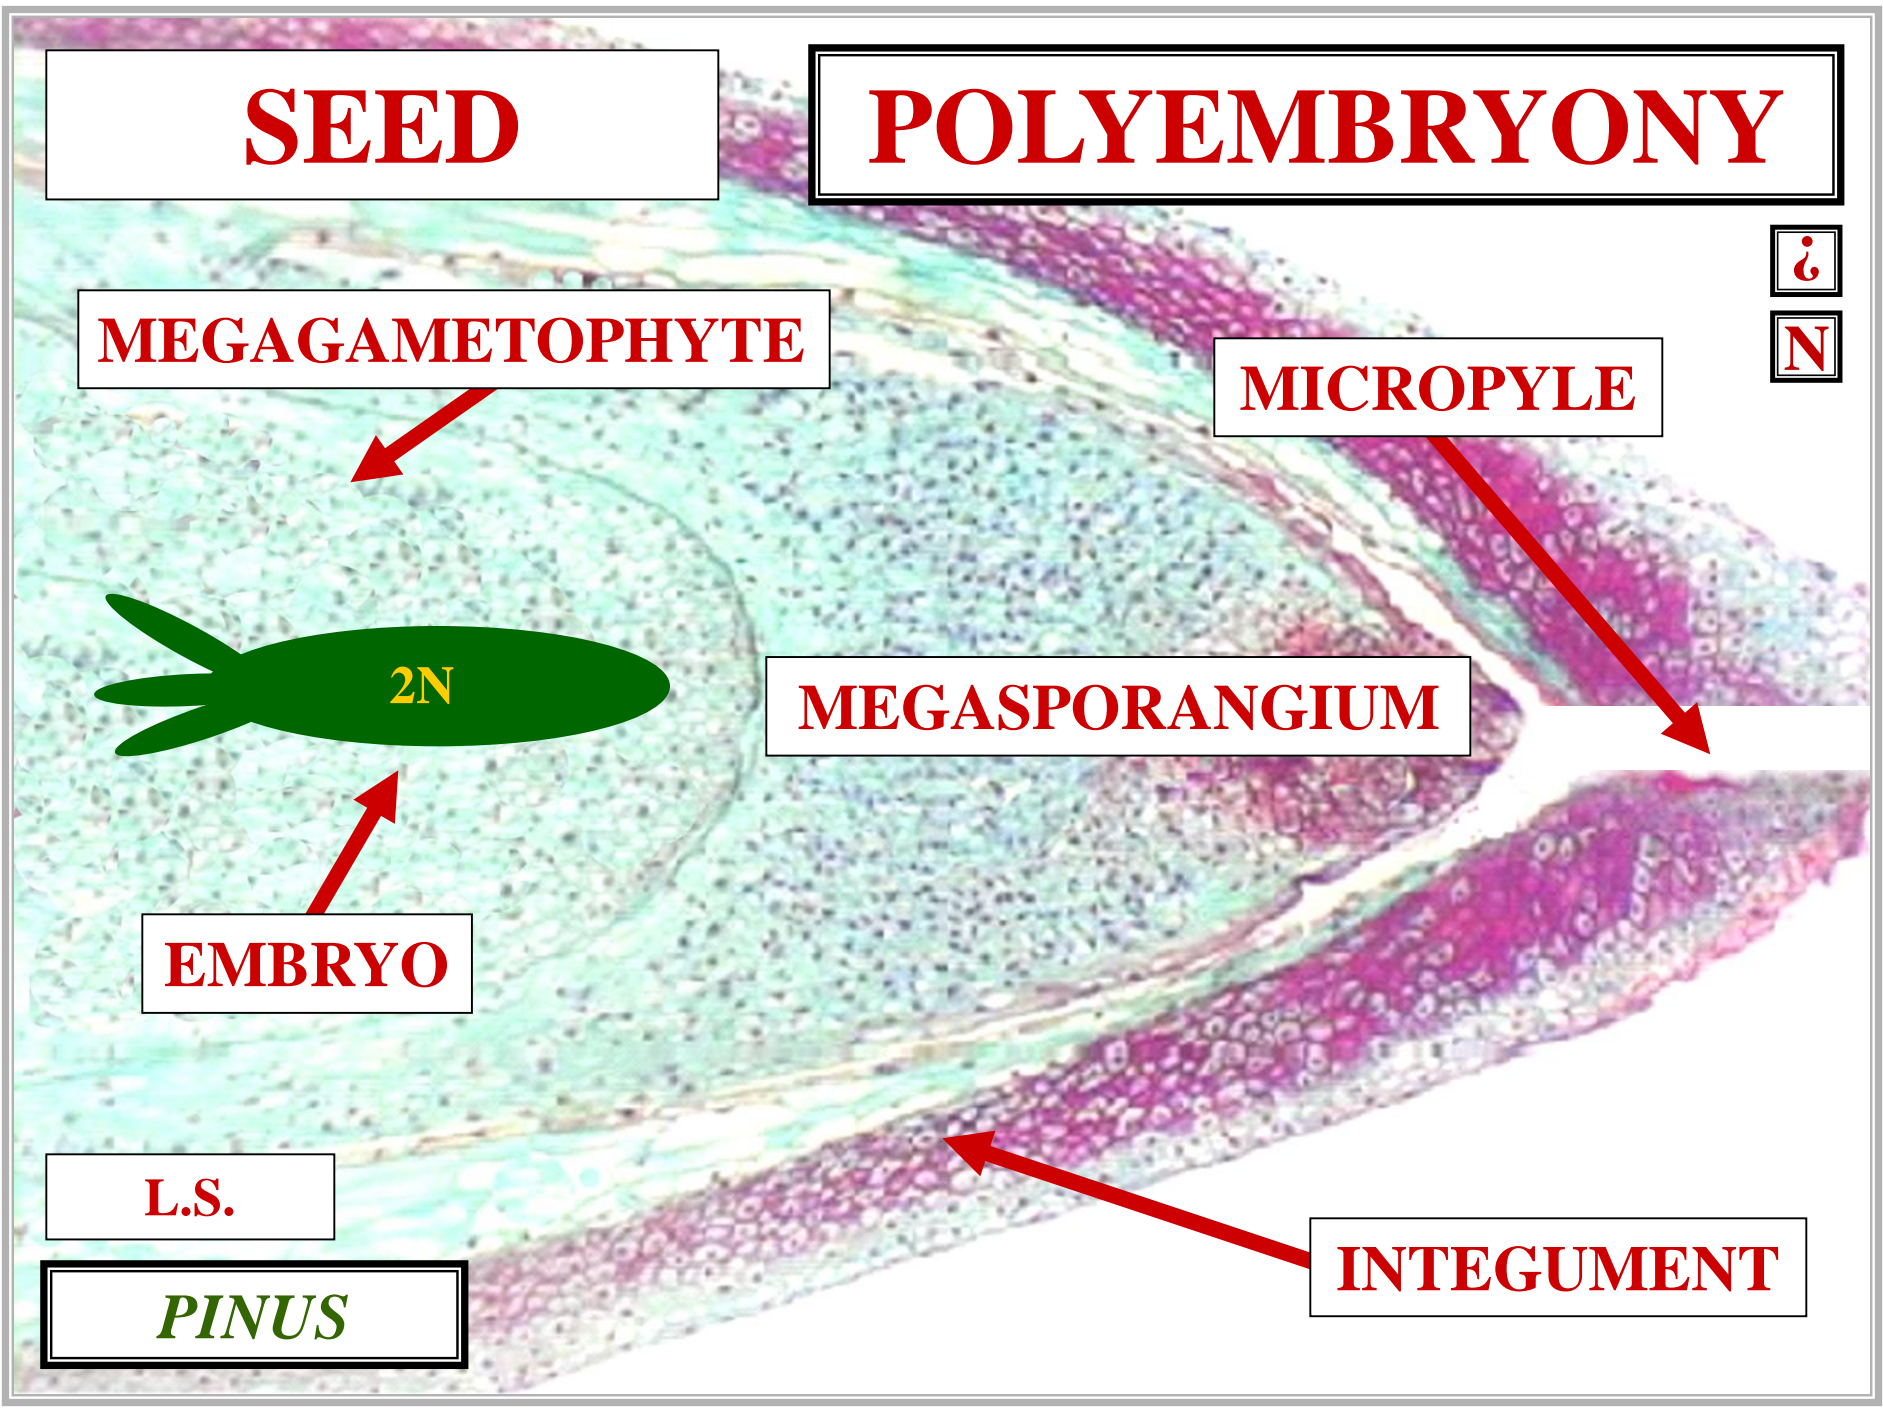 SEED
POLYEMBRYONY
¿
N
MEGAGAMETOPHYTE
MICROPYLE
2N
MEGASPORANGIUM
EMBRYO
L.S.
INTEGUMENT
PINUS